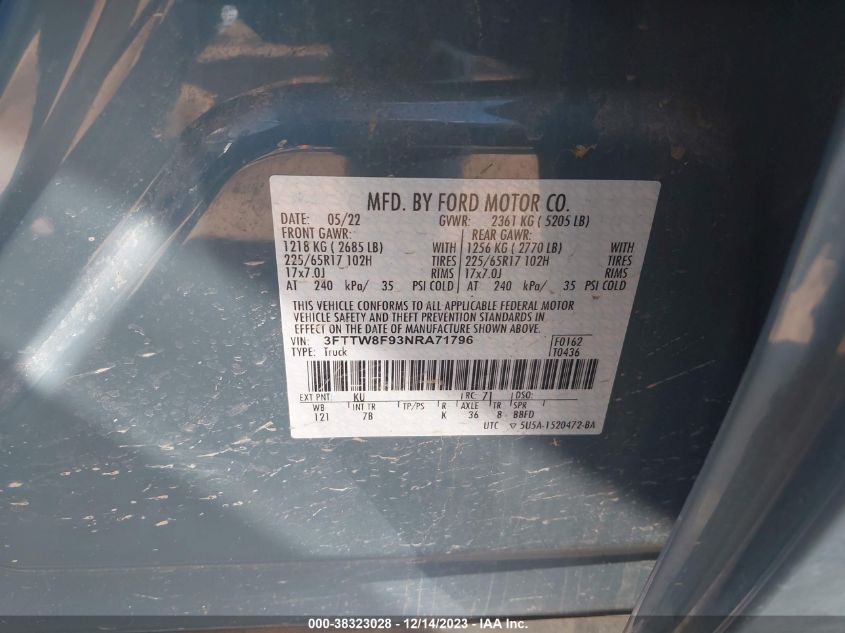 MFD. BY FORD MOTOR CO.
DATE: 05/22 GVWR: 2361 KG ( 5205 LB)
FRONT GAWR: REAR GAWR:
1218 KG ( 2685 LB) WITH 1256 KG ( 2770 LB) WITH
225/65R17 102H TIRES 225/65R17 102H TIRES
17x7.0J RIMS 17x7.0J RIMS
AT 240 kPa/ 35 PSI COLD AT 240 kPa/ 35 PSI COLD
THIS VEHICLE CONFORMS TO ALL APPLICABLE FEDERAL MOTOR
VEHICLE SAFETY AND THEFT PREVENTION STANDARDS IN
EFFECT ON THE DATE OF MANUFACTURE SHOWN ABOVE.
VIN: 3FTTW8F93NRA71796 F0162
TYPE: Truck T0436
EXT PNT: KU RC: 71 DSO:
WB INT TR TP/PS R AXLE TR SPR
121 7B K 36 8 BBFD
UTC ▽ 5U5A-1520472-BA
000-38323028 - 12/14/2023 - IAA Inc.